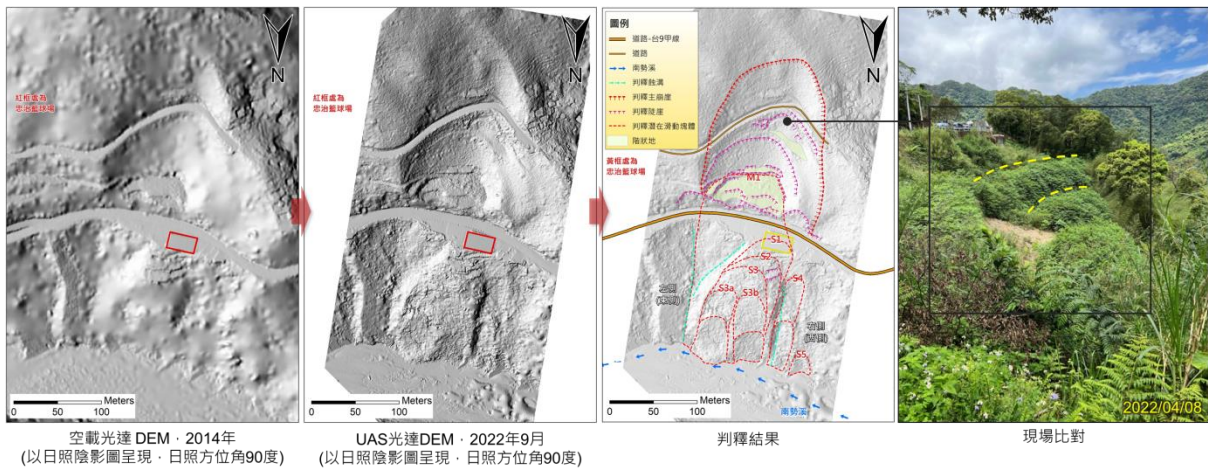 N
紅框處為
忠治籃球場
Meters
0 50 100
空載光達 DEM，2014年
(以日照陰影圖呈現，日照方位角90度)
N
紅框處為
忠治籃球場
Meters
0 50 100
UAS光達DEM，2022年9月
(以日照陰影圖呈現，日照方位角90度)
圖例
道路-台9甲線
道路
南勢溪
判釋蝕溝
判釋主崩崖
判釋陡崖
判釋潛在滑動塊體
階狀地
N
黃框處為
忠治籃球場
M1
S1
S2
S3
S4
S3a
S3b
左側
(東側)
右側
(西側)
S5
南勢溪
Meters
0 50 100
判釋結果
2022/04/08
現場比對